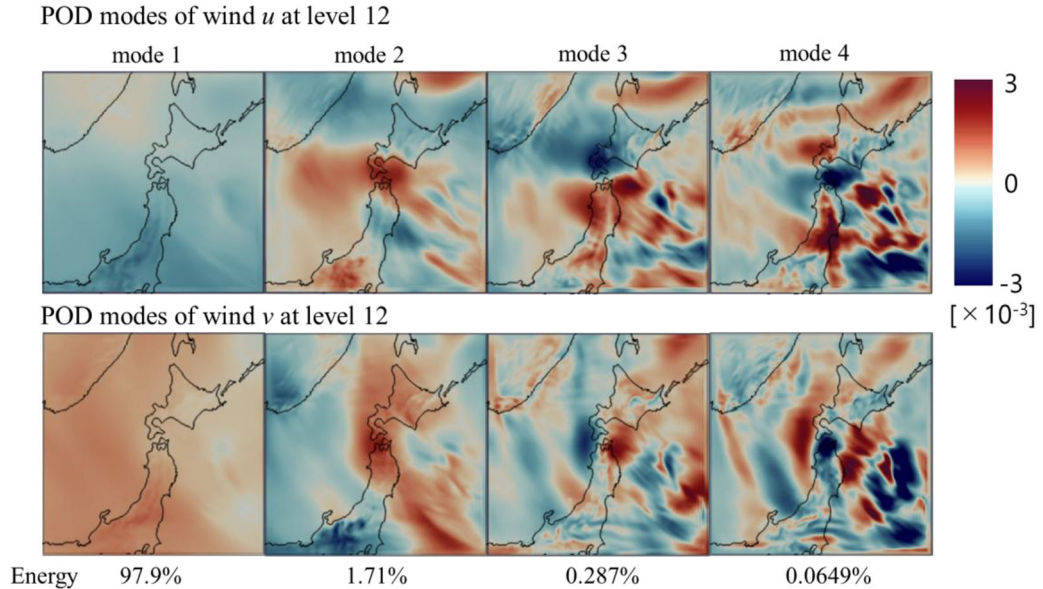 POD modes of wind u at level 12
mode 1 mode 2 mode 3 mode 4
3
0
-3
[×10⁻³]
POD modes of wind v at level 12
Energy 97.9% 1.71% 0.287% 0.0649%